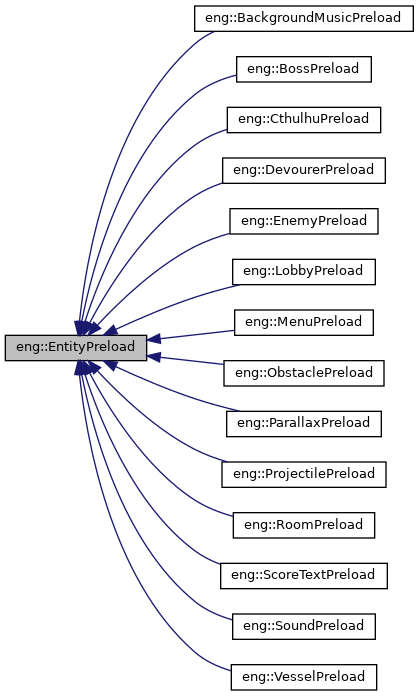 eng::BackgroundMusicPreload
eng::BossPreload
eng::CthulhuPreload
eng::DevourerPreload
eng::EnemyPreload
eng::LobbyPreload
eng::MenuPreload
eng::EntityPreload
eng::ObstaclePreload
eng::ParallaxPreload
eng::ProjectilePreload
eng::RoomPreload
eng::ScoreTextPreload
eng::SoundPreload
eng::VesselPreload